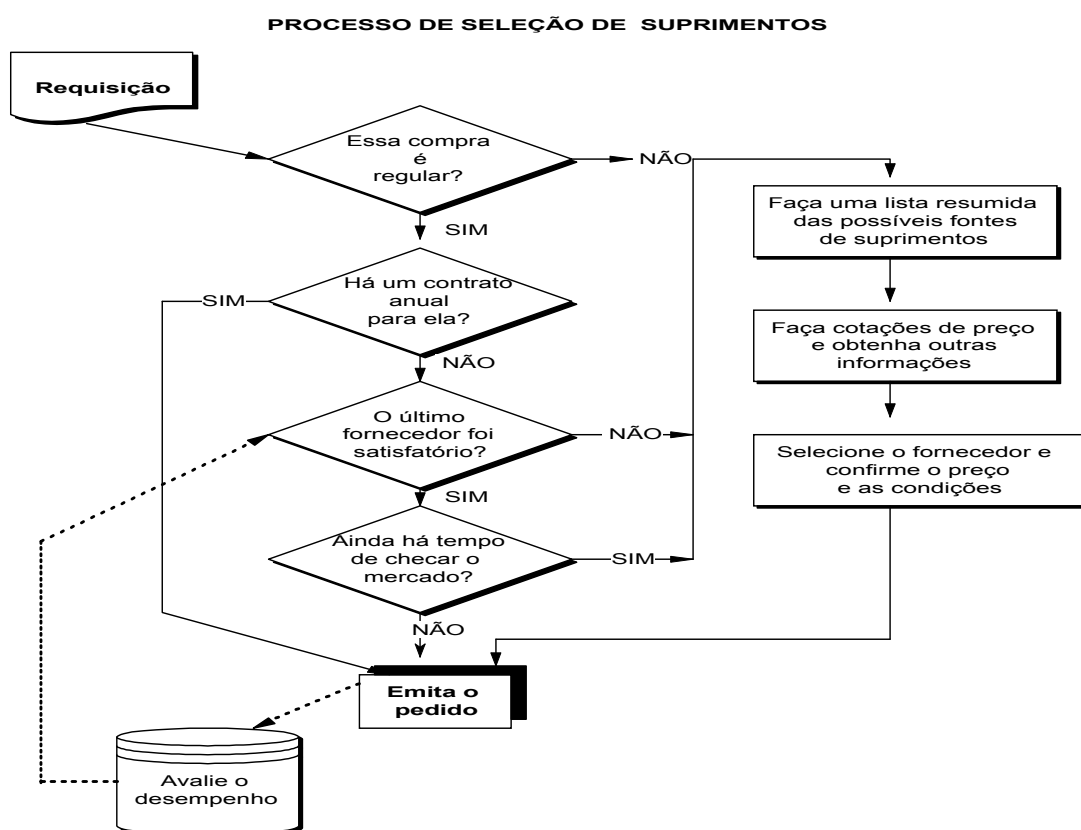 PROCESSO DE SELEÇÃO DE SUPRIMENTOS
Requisição
Essa compra
é
regular?
NÃO
SIM
Faça uma lista resumida
das possíveis fontes
de suprimentos
Há um contrato
anual
para ela?
SIM
NÃO
Faça cotações de preço
e obtenha outras
informações
O último
fornecedor foi
satisfatório?
NÃO
SIM
Selecione o fornecedor e
confirme o preço
e as condições
Ainda há tempo
de checar o
mercado?
SIM
NÃO
Emita o
pedido
Avalie o
desempenho